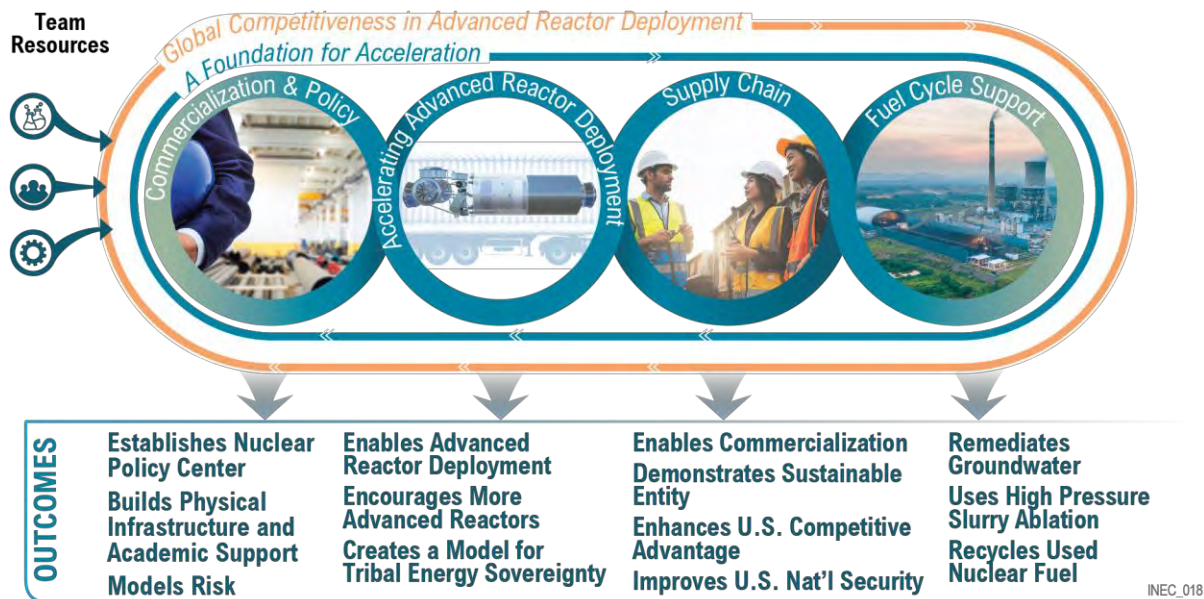 Team
Resources
Global Competitiveness in Advanced Reactor Deployment
A Foundation for Acceleration
Commercialization & Policy
Accelerating Advanced Reactor Deployment
Supply Chain
Fuel Cycle Support
OUTCOMES
Establishes Nuclear
Policy Center
Builds Physical
Infrastructure and
Academic Support
Models Risk
Enables Advanced
Reactor Deployment
Encourages More
Advanced Reactors
Creates a Model for
Tribal Energy Sovereignty
Enables Commercialization
Demonstrates Sustainable
Entity
Enhances U.S. Competitive
Advantage
Improves U.S. Nat'l Security
Remediates
Groundwater
Uses High Pressure
Slurry Ablation
Recycles Used
Nuclear Fuel
INEC_018